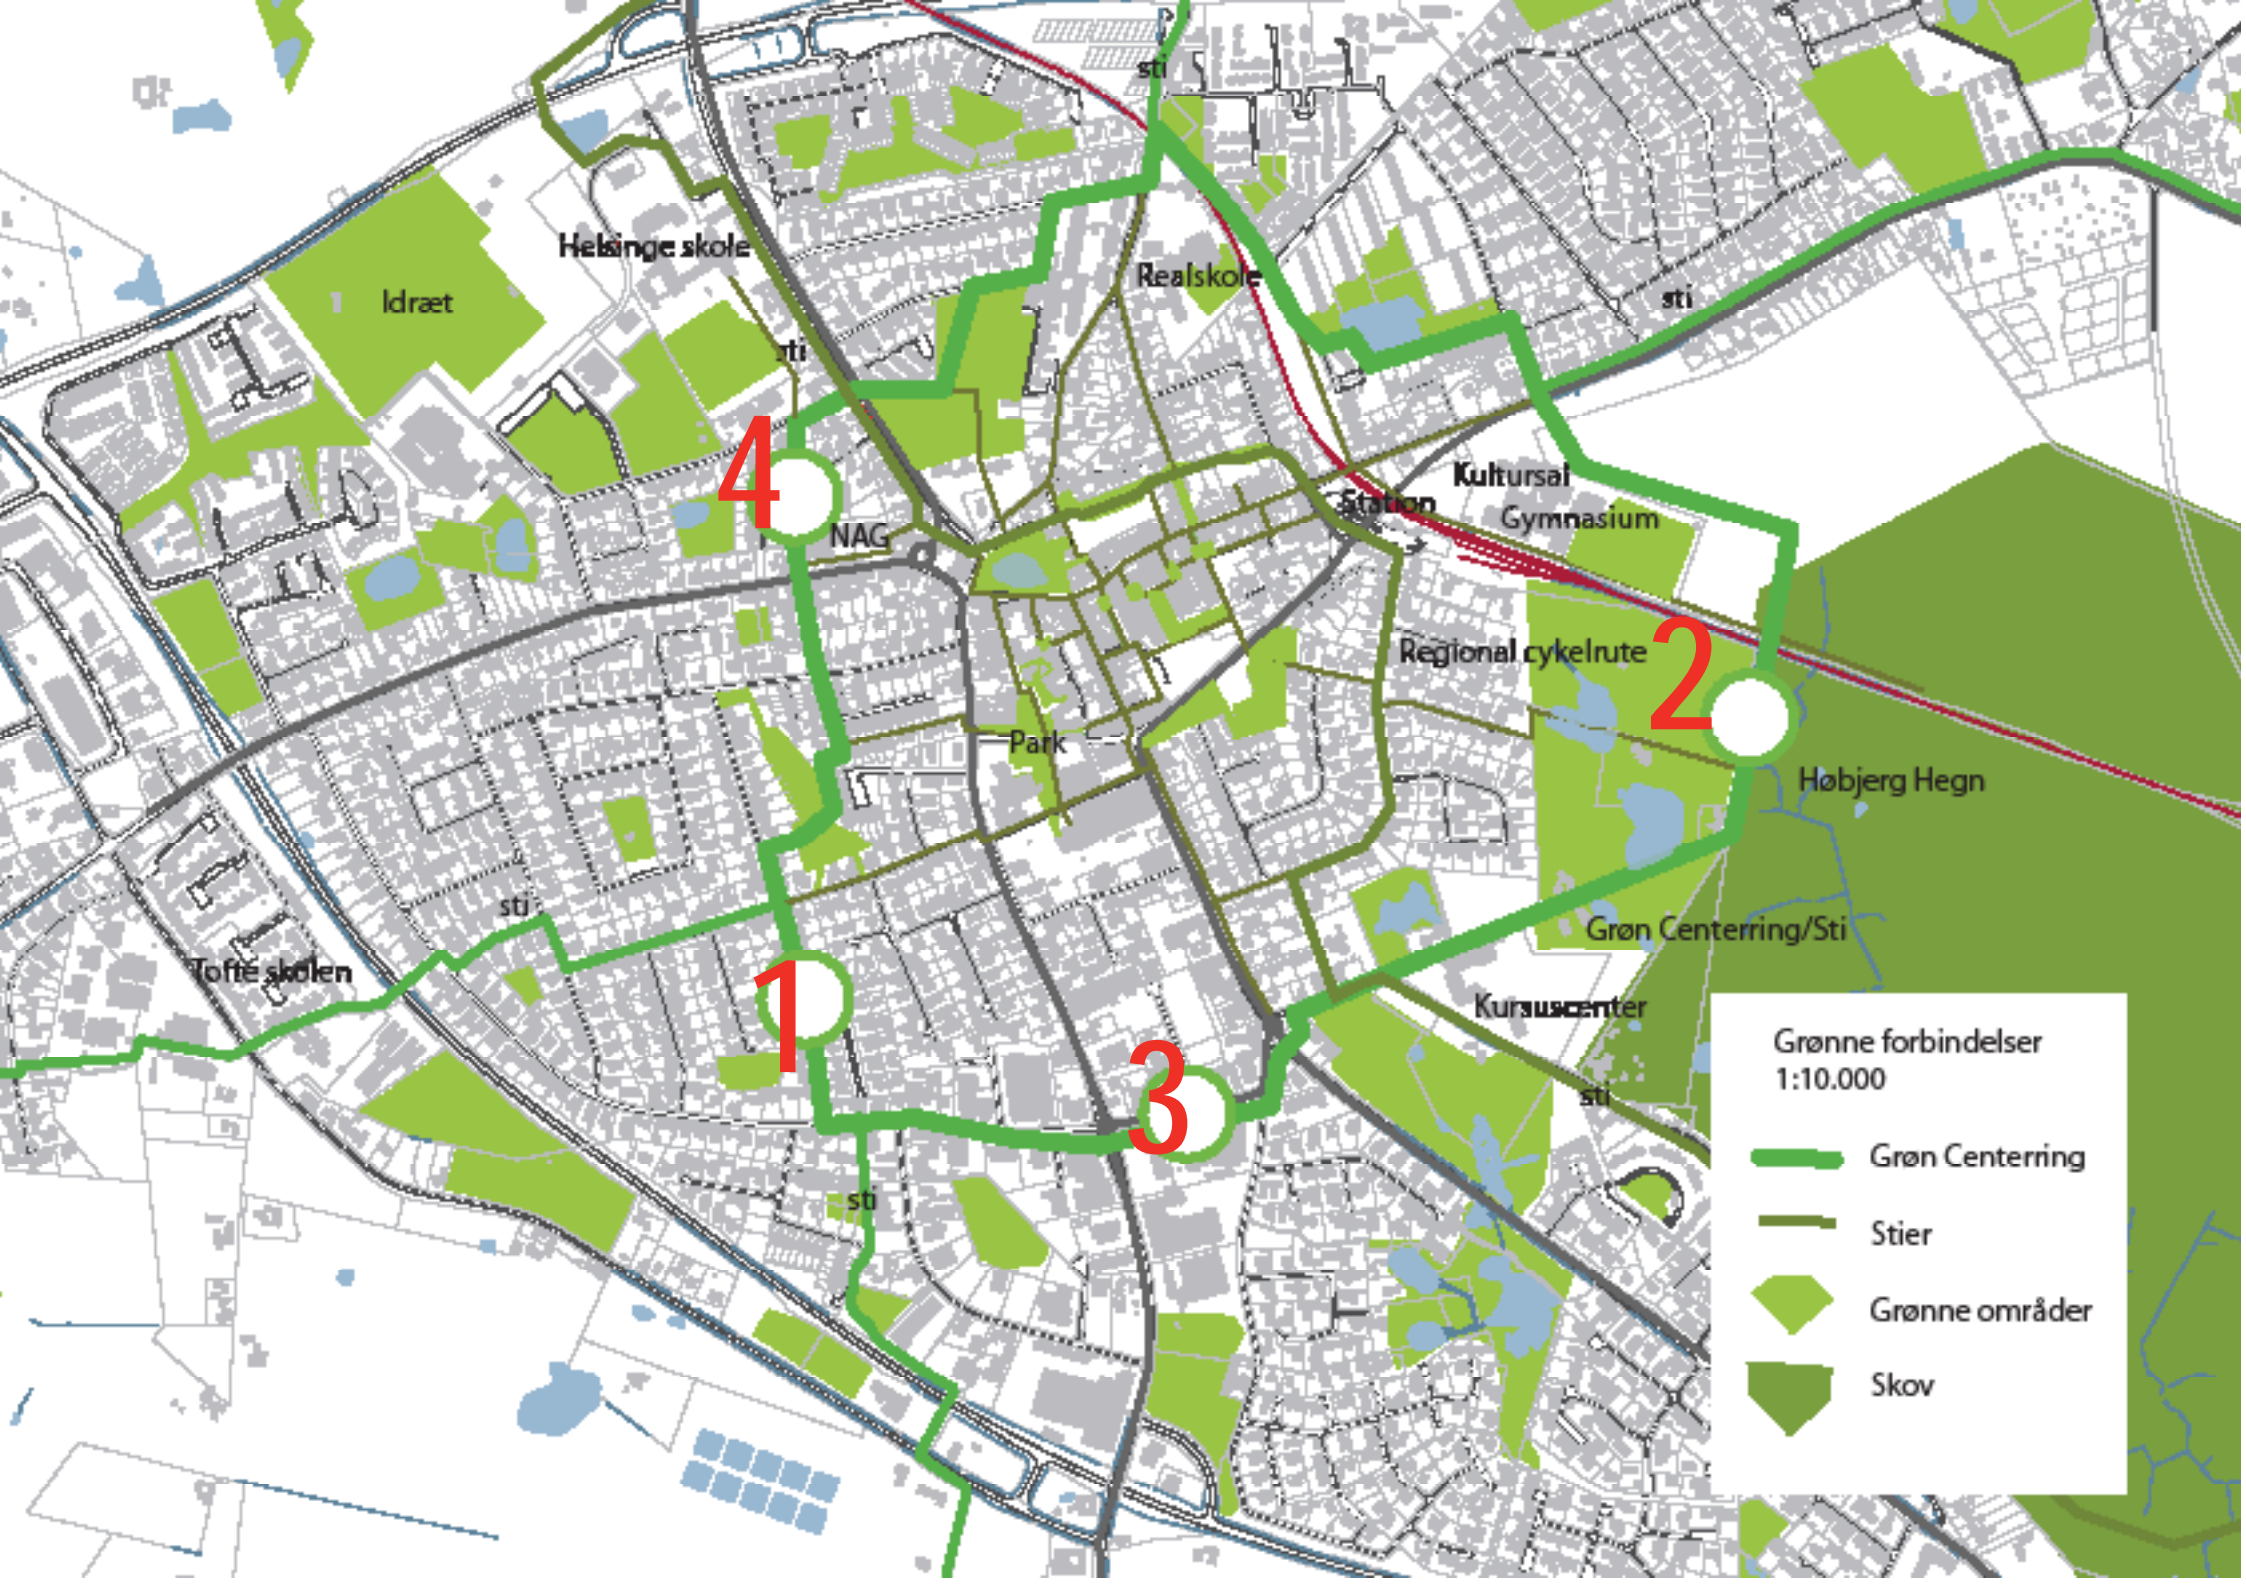 sti
Helsinge skole
Realskole
Idræt
sti
sti
4
Kultursal
Station
Gymnasium
NAG
2
Regional cykelrute
Park
Høbjerg Hegn
sti
Grøn Centerring/Sti
Tofte skolen
1
Kursuscenter
3
sti
sti
Grønne forbindelser
1:10.000
Grøn Centerring
Stier
Grønne områder
Skov